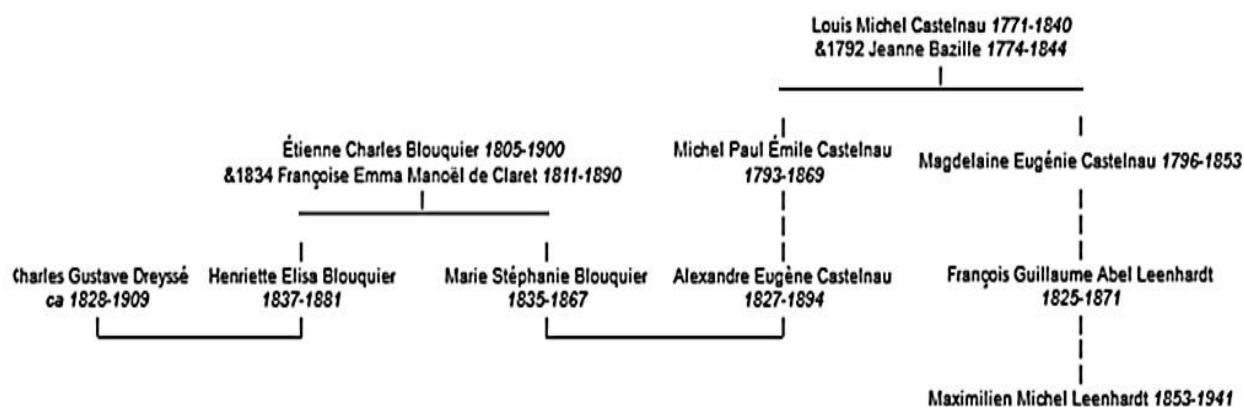 Louis Michel Castelnau 1771-1840
&1792 Jeanne Bazille 1774-1844
Étienne Charles Blouquier 1805-1900
&1834 Françoise Emma Manoël de Claret 1811-1890
Michel Paul Émile Castelnau
1793-1869
Magdelaine Eugénie Castelnau 1796-1853
Charles Gustave Dreyssé
ca 1828-1909
Henriette Elisa Blouquier
1837-1881
Marie Stéphanie Blouquier
1835-1867
Alexandre Eugène Castelnau
1827-1894
François Guillaume Abel Leenhardt
1825-1871
Maximilien Michel Leenhardt 1853-1941